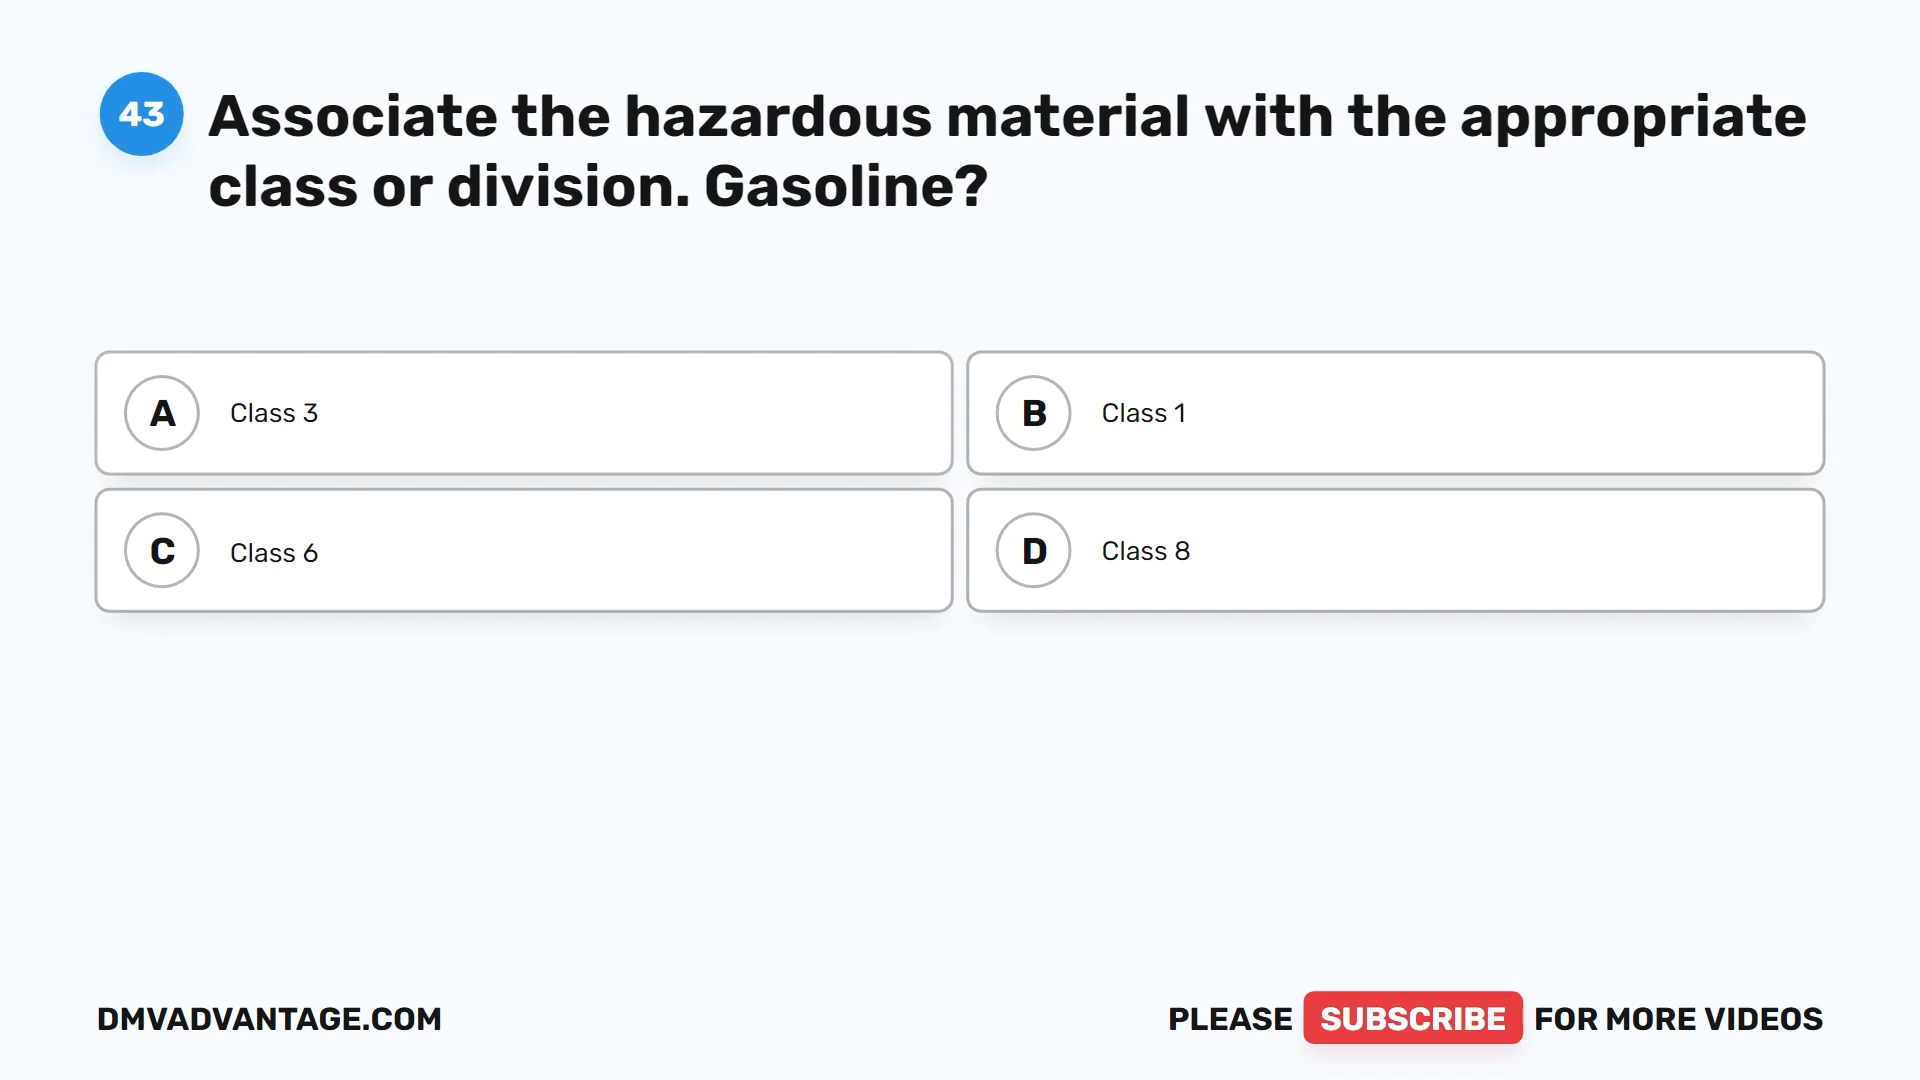 43
Associate the hazardous material with the appropriate
class or division. Gasoline?
A Class 3
B Class 1
C Class 6
D Class 8
DMVADVANTAGE.COM
PLEASE SUBSCRIBE FOR MORE VIDEOS